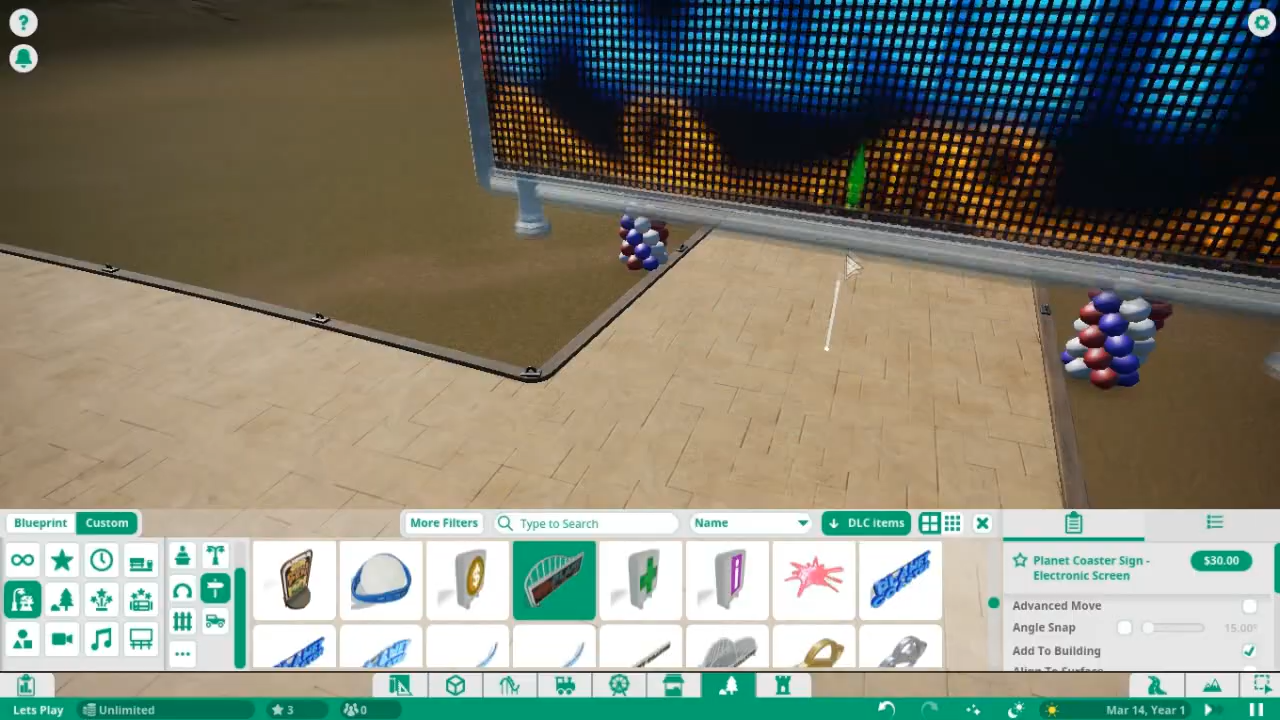 ?
Blueprint
Custom
More Filters
Type to Search
Name
DLC items
Planet Coaster Sign -
Electronic Screen
$30.00
Advanced Move
Angle Snap
15.00°
Add To Building
Lets Play
Unlimited
3
0
Mar 14, Year 1